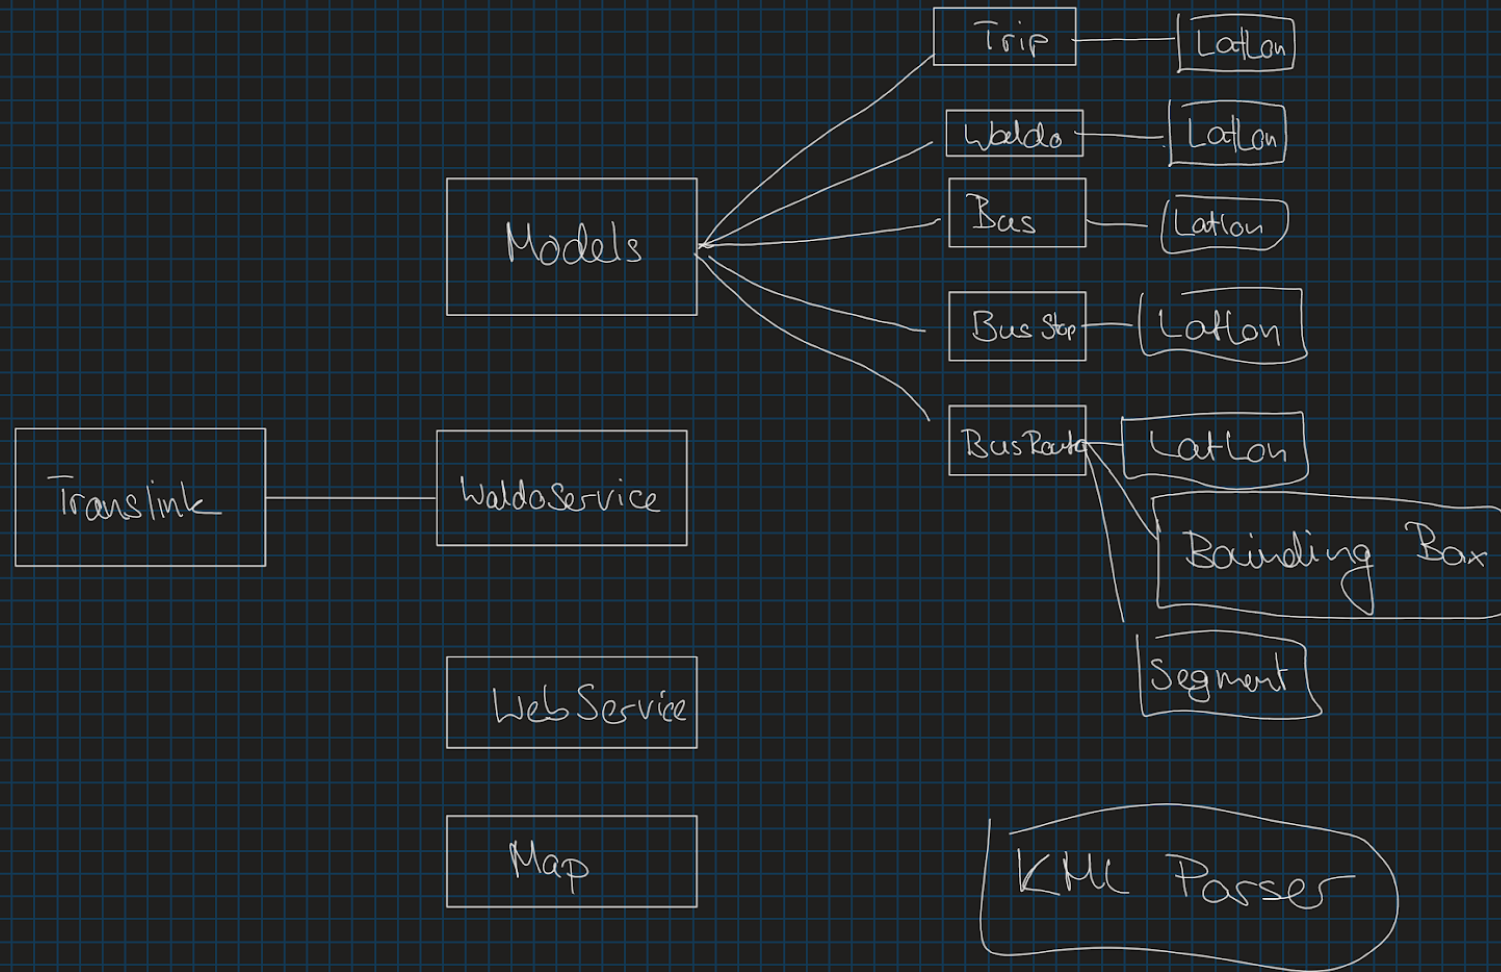 Trip
LatLon
Waldo
LatLon
Models
Bus
LatLon
Bus Stop
LatLon
BusRoute
LatLon
Translink
WaldoService
Bounding Box
Segment
WebService
Map
KML Parser